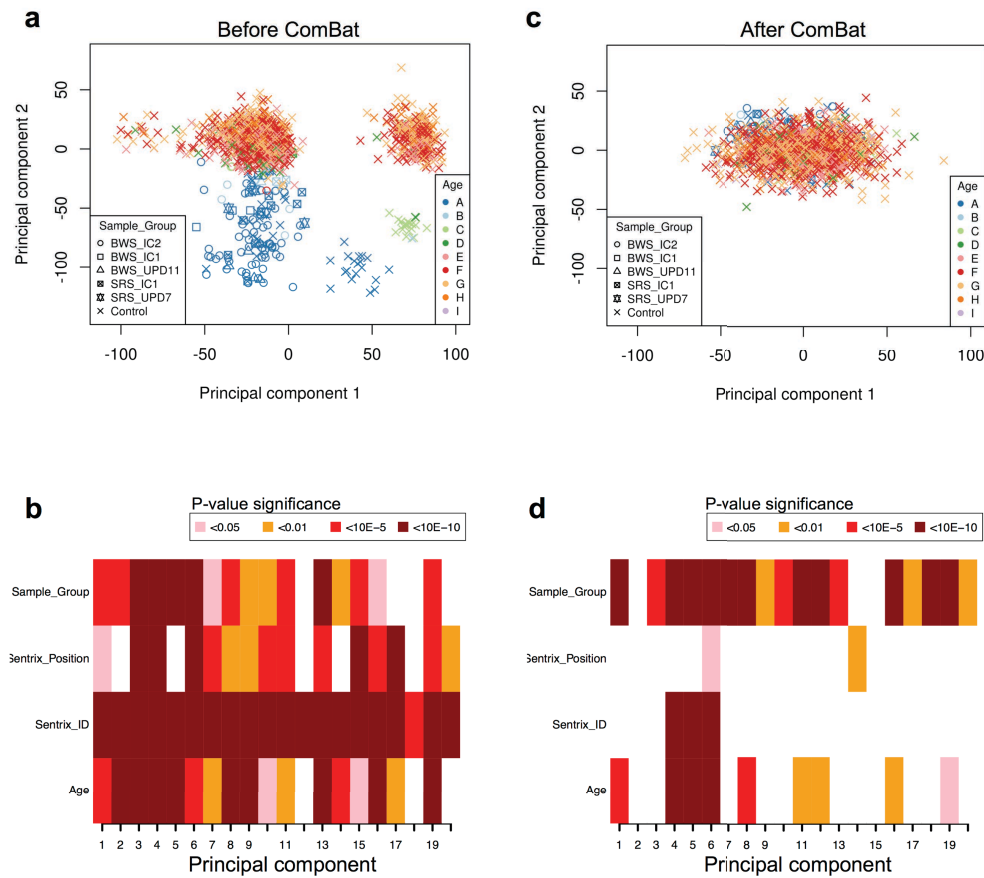 a
Before ComBat
Principal component 2
50
0
-50
-100
Sample_Group
BWS_IC2
BWS_IC1
BWS_UPD11
SRS_IC1
SRS_UPD7
Control
Age
A
B
C
D
E
F
G
H
I
-100 -50 0 50 100
Principal component 1
c
After ComBat
Principal component 2
50
0
-50
-100
Sample_Group
BWS_IC2
BWS_IC1
BWS_UPD11
SRS_IC1
SRS_UPD7
Control
Age
A
B
C
D
E
F
G
H
I
-100 -50 0 50 100
Principal component 1
b
P-value significance
<0.05 <0.01 <10E-5 <10E-10
Sample_Group
Sentrix_Position
Sentrix_ID
Age
1 2 3 4 5 6 7 8 9 11 13 15 17 19
Principal component
d
P-value significance
<0.05 <0.01 <10E-5 <10E-10
Sample_Group
Sentrix_Position
Sentrix_ID
Age
1 2 3 4 5 6 7 8 9 11 13 15 17 19
Principal component